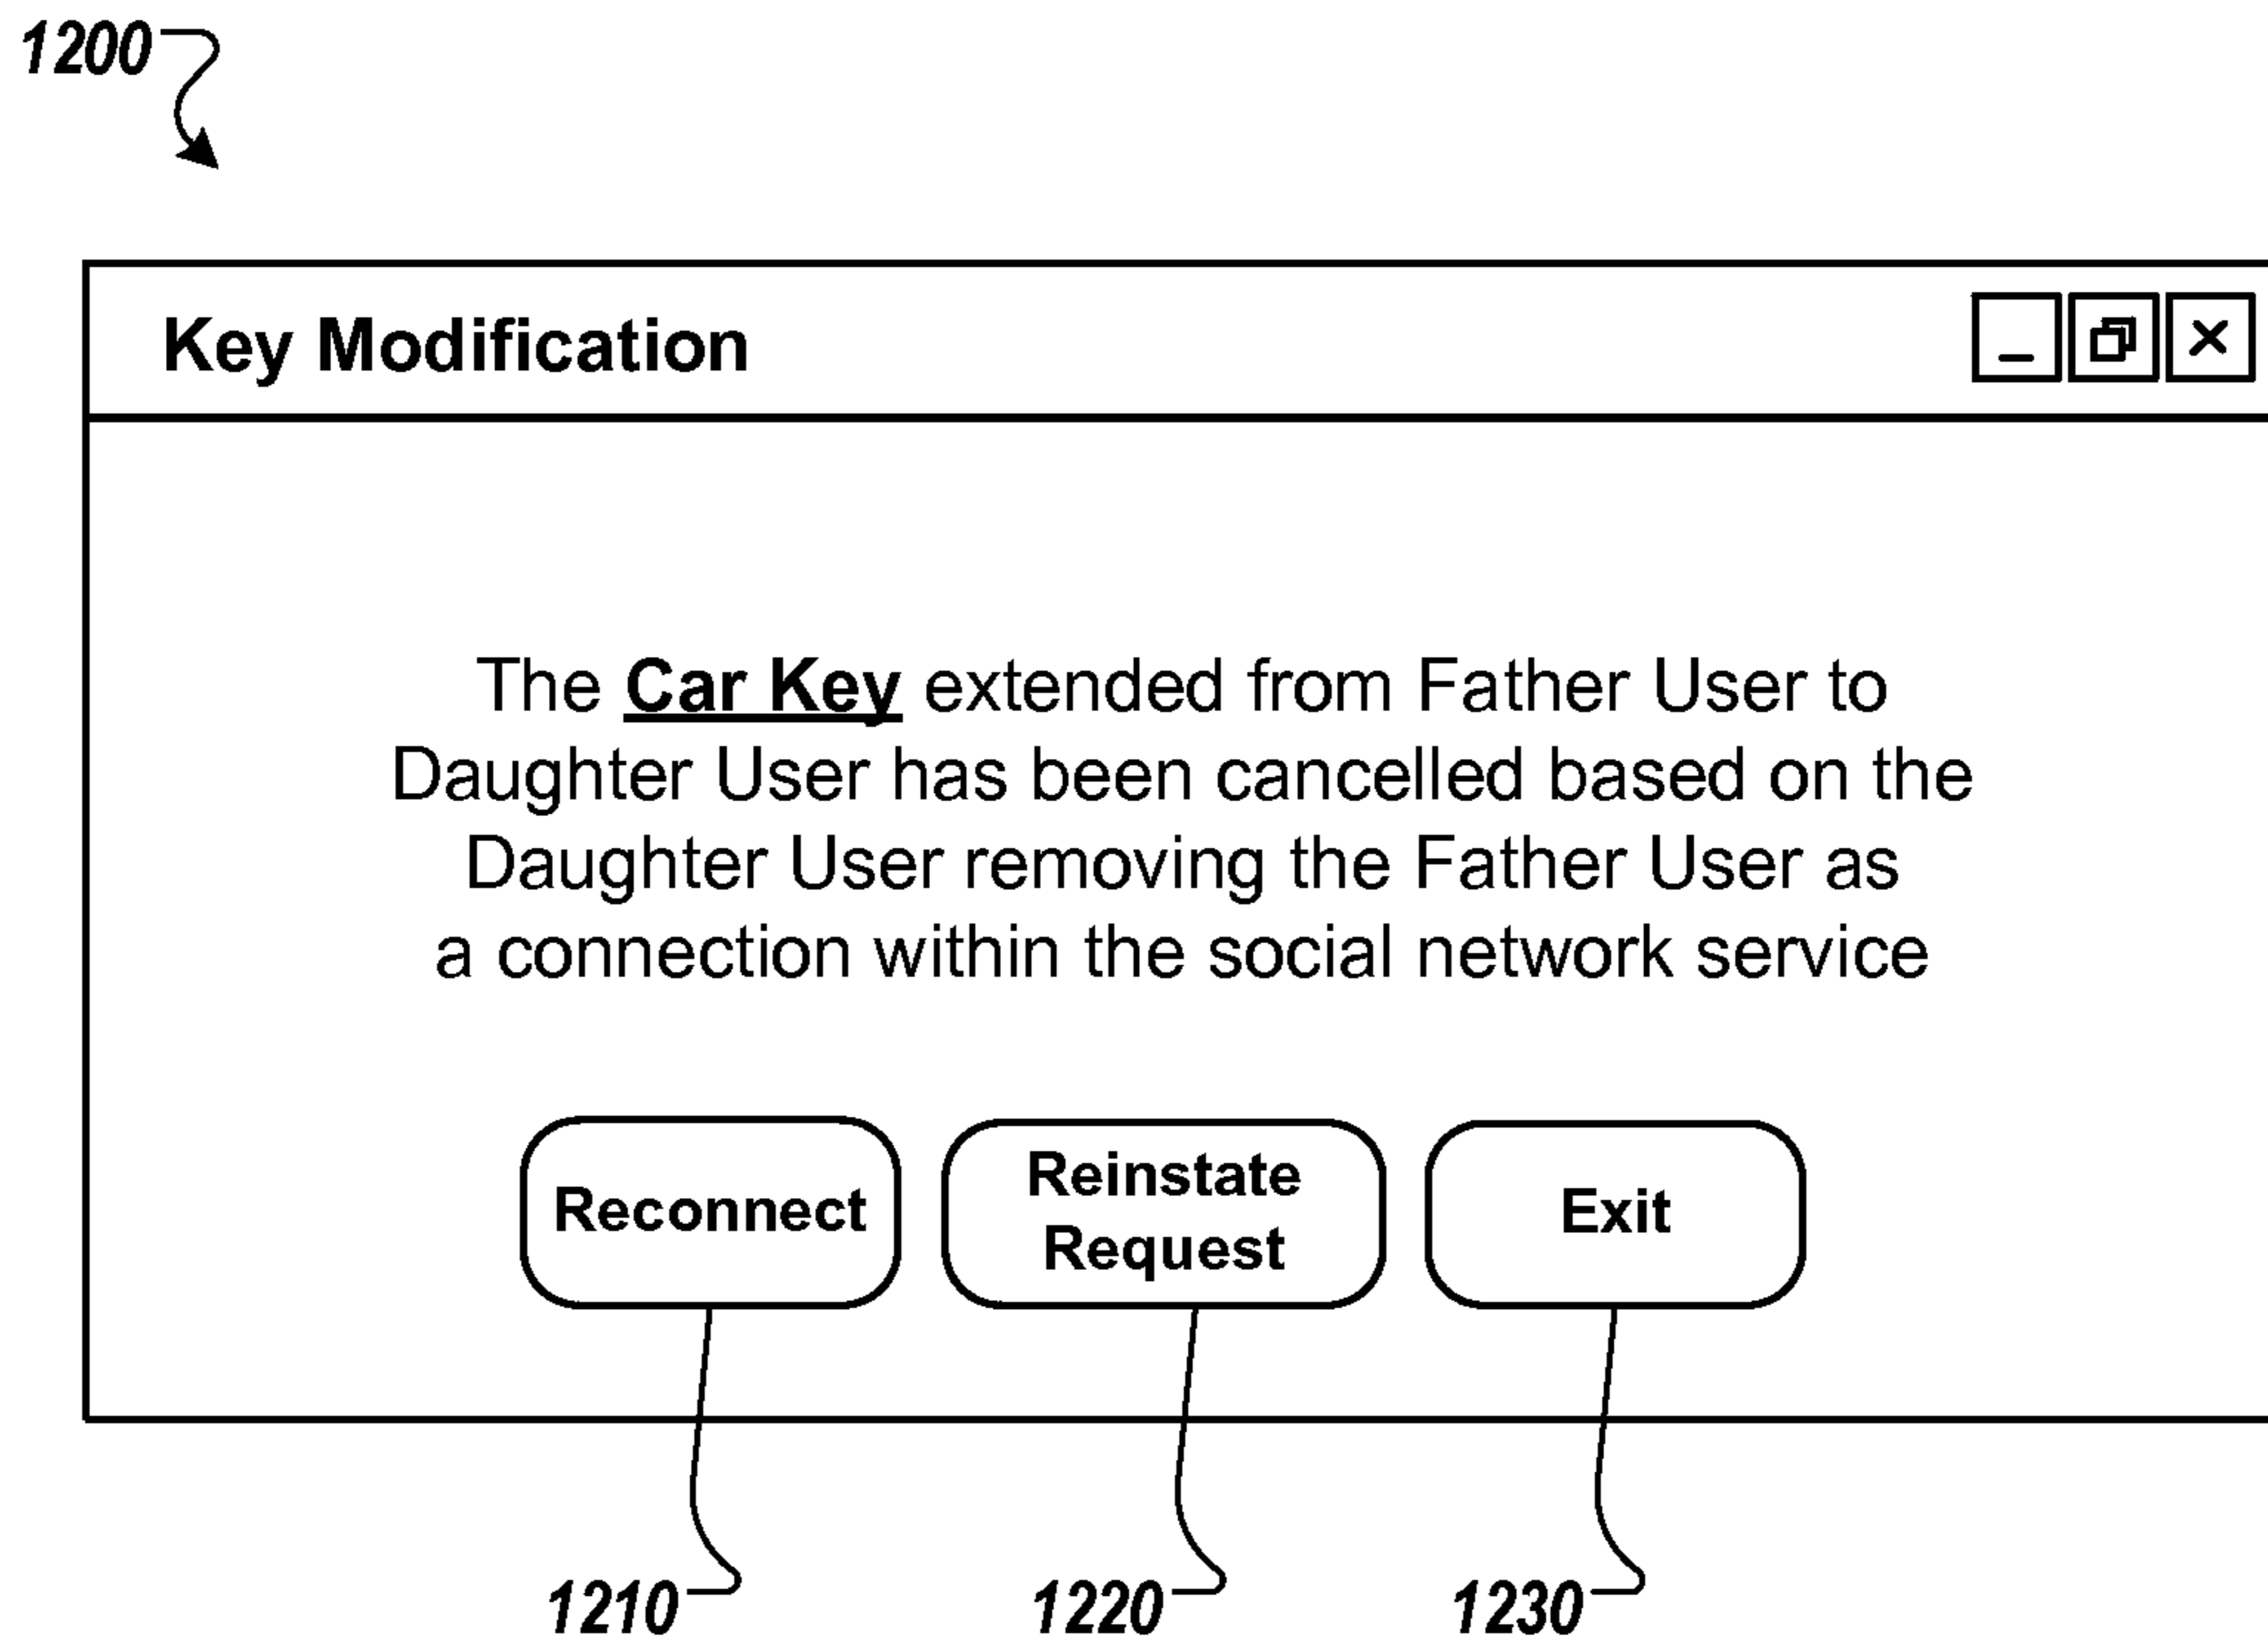 1200
Key Modification
The Car Key extended from Father User to
Daughter User has been cancelled based on the
Daughter User removing the Father User as
a connection within the social network service
Reconnect
Reinstate
Request
Exit
1210
1220
1230